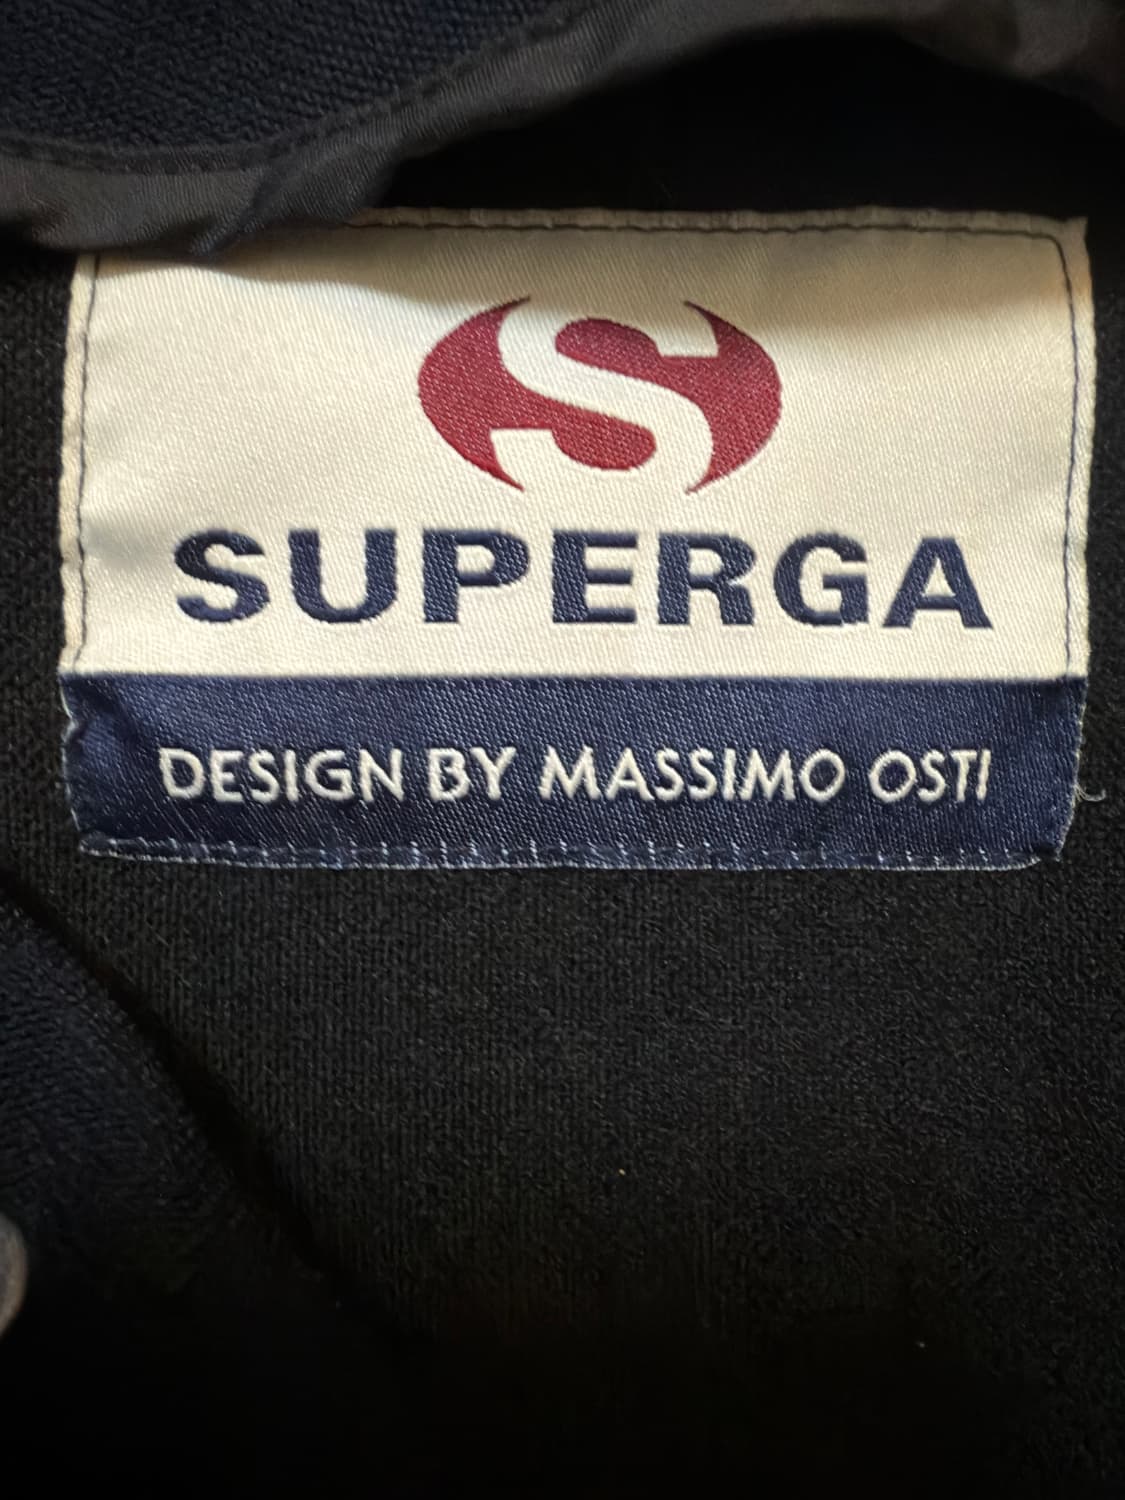 S
SUPERGA
DESIGN BY MASSIMO OSTI